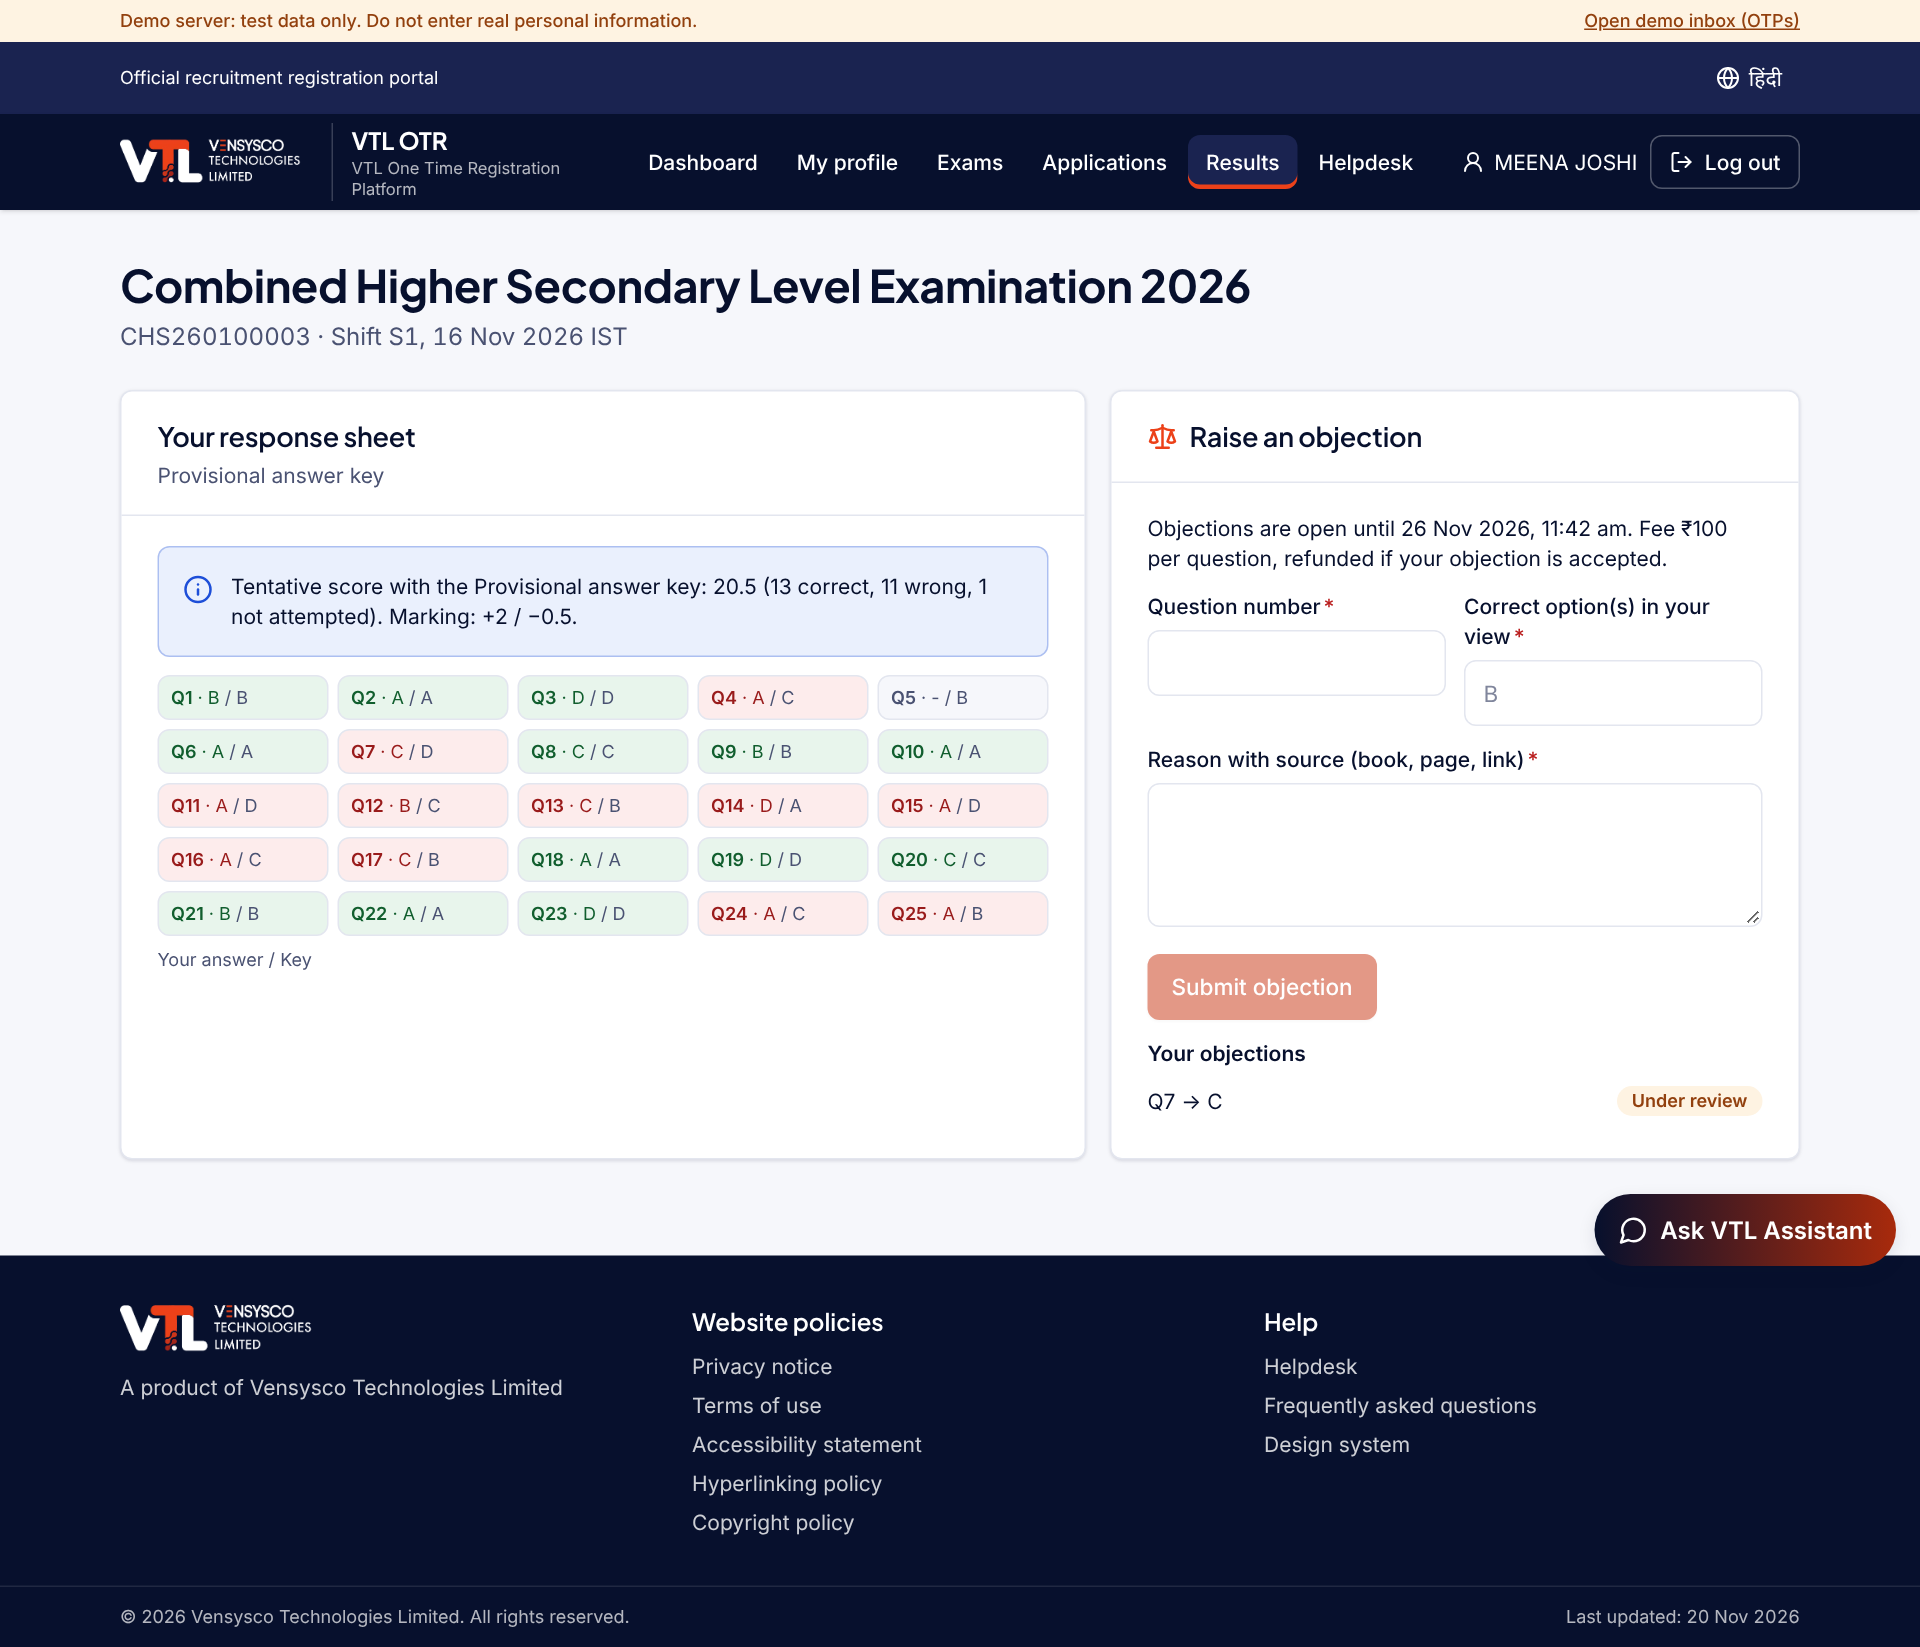 Demo server: test data only. Do not enter real personal information.
Open demo inbox (OTPs)
Official recruitment registration portal
हिंदी
VTL
VENSYSCO
TECHNOLOGIES
LIMITED
VTL OTR
VTL One Time Registration
Platform
Dashboard
My profile
Exams
Applications
Results
Helpdesk
MEENA JOSHI
Log out
Combined Higher Secondary Level Examination 2026
CHS260100003 · Shift S1, 16 Nov 2026 IST
Your response sheet
Provisional answer key
Tentative score with the Provisional answer key: 20.5 (13 correct, 11 wrong, 1
not attempted). Marking: +2 / −0.5.
Q1 · B / B
Q2 · A / A
Q3 · D / D
Q4 · A / C
Q5 · - / B
Q6 · A / A
Q7 · C / D
Q8 · C / C
Q9 · B / B
Q10 · A / A
Q11 · A / D
Q12 · B / C
Q13 · C / B
Q14 · D / A
Q15 · A / D
Q16 · A / C
Q17 · C / B
Q18 · A / A
Q19 · D / D
Q20 · C / C
Q21 · B / B
Q22 · A / A
Q23 · D / D
Q24 · A / C
Q25 · A / B
Your answer / Key
Raise an objection
Objections are open until 26 Nov 2026, 11:42 am. Fee ₹100
per question, refunded if your objection is accepted.
Question number *
Correct option(s) in your
view *
B
Reason with source (book, page, link) *
Submit objection
Your objections
Q7 → C
Under review
Ask VTL Assistant
VTL
VENSYSCO
TECHNOLOGIES
LIMITED
A product of Vensysco Technologies Limited
Website policies
Privacy notice
Terms of use
Accessibility statement
Hyperlinking policy
Copyright policy
Help
Helpdesk
Frequently asked questions
Design system
© 2026 Vensysco Technologies Limited. All rights reserved.
Last updated: 20 Nov 2026